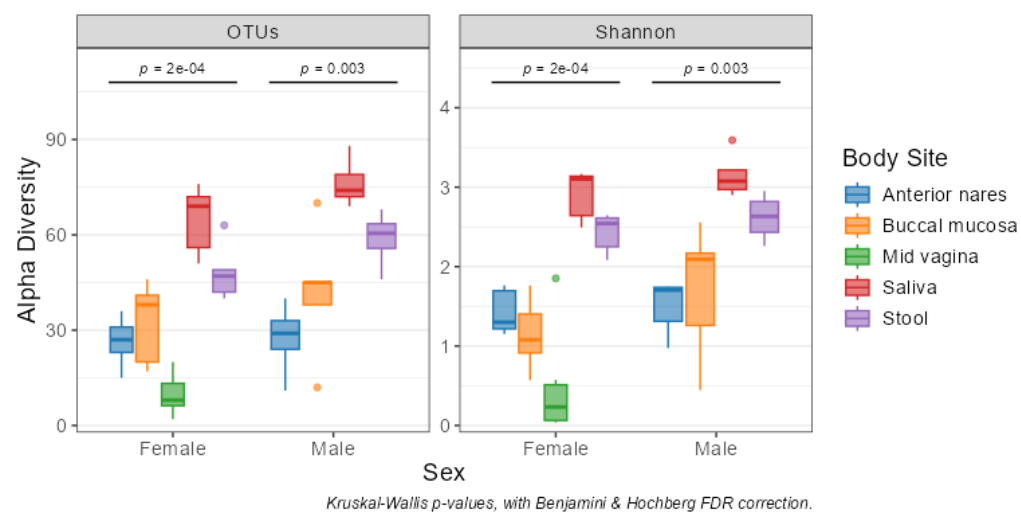 OTUs
Shannon
p = 2e-04
p = 0.003
p = 2e-04
p = 0.003
Alpha Diversity
90
60
30
0
4
3
2
1
0
Female
Male
Female
Male
Sex
Body Site
Anterior nares
Buccal mucosa
Mid vagina
Saliva
Stool
Kruskal-Wallis p-values, with Benjamini & Hochberg FDR correction.